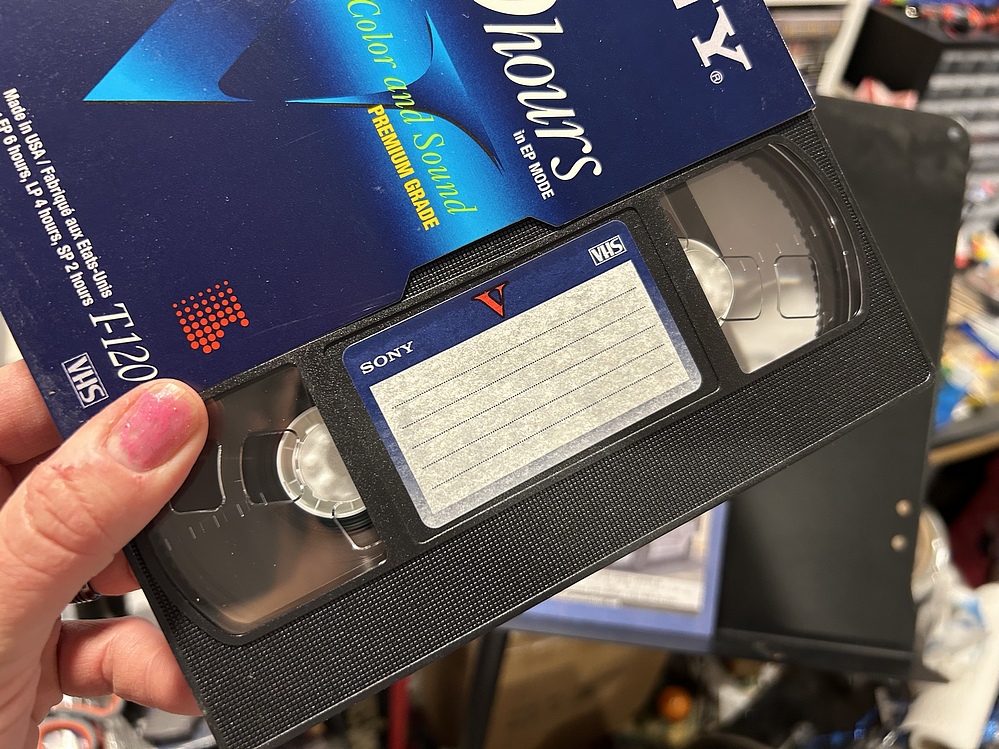 Color and Sound
PREMIUM GRADE
hours
in EP MODE
®
Made in USA / Fabriqué aux Etats-Unis
EP 6 hours, LP 4 hours, SP 2 hours
T-120
VHS
VHS
V
SONY